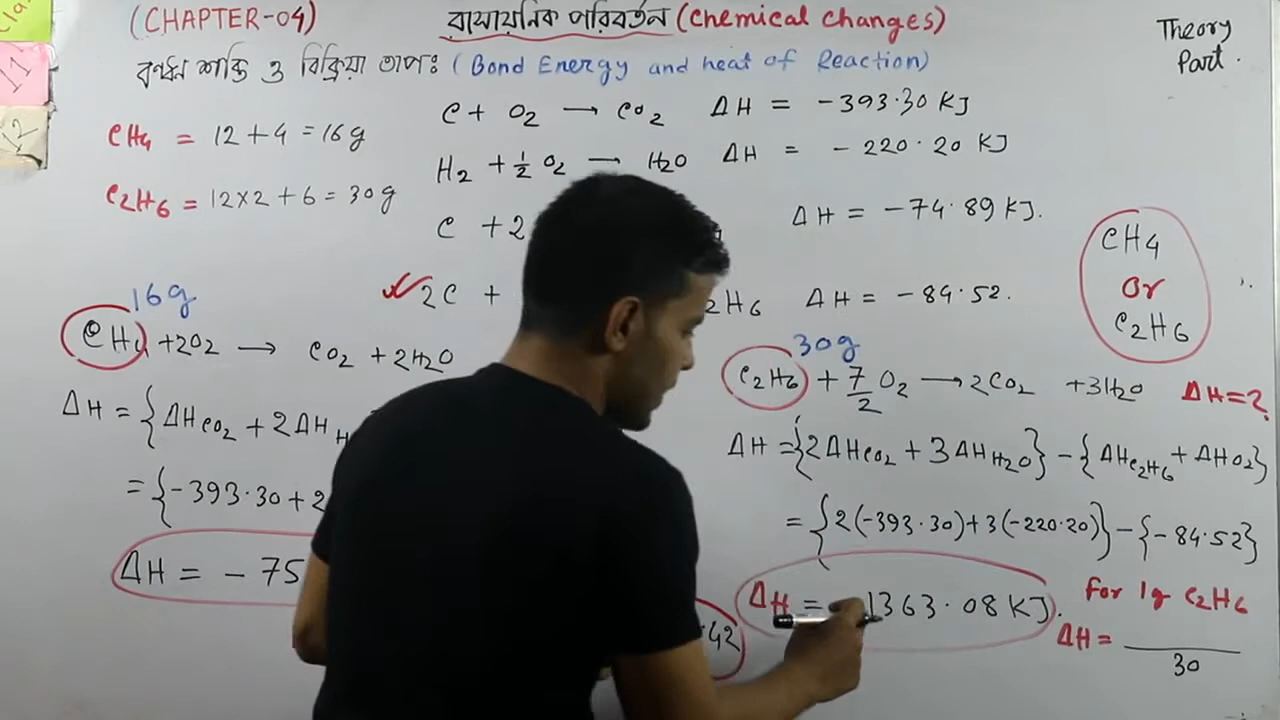 (CHAPTER-04) রাসায়নিক পরিবর্তন (Chemical Changes)
Theory Part.
বন্ধন শক্তি ও বিক্রিয়া তাপঃ (Bond Energy and heat of Reaction)
11
12
C + O₂ → CO₂ ΔH = -393·30 KJ
CH₄ = 12+4 = 16g
H₂ + ½ O₂ → H₂O ΔH = -220·20 KJ
C₂H₆ = 12×2+6 = 30g
C + 2 ΔH = -74·89 KJ.
CH₄
Or
C₂H₆
2C + ₂H₆ ΔH = -84·52.
16g
CH₄ + 2O₂ → CO₂ + 2H₂O
ΔH = {ΔHCO₂ + 2ΔH
= {-393·30 + 2
ΔH = - 75
·42
30g
C₂H₆ + 7/2 O₂ → 2CO₂ + 3H₂O ΔH = ?
ΔH = {2ΔHCO₂ + 3ΔHH₂O} - {ΔHC₂H₆ + ΔHO₂}
= {2(-393·30)+3(-220·20)} - {-84·52}
ΔH = 1363·08 KJ.
For 1g C₂H₆
ΔH = ―/30